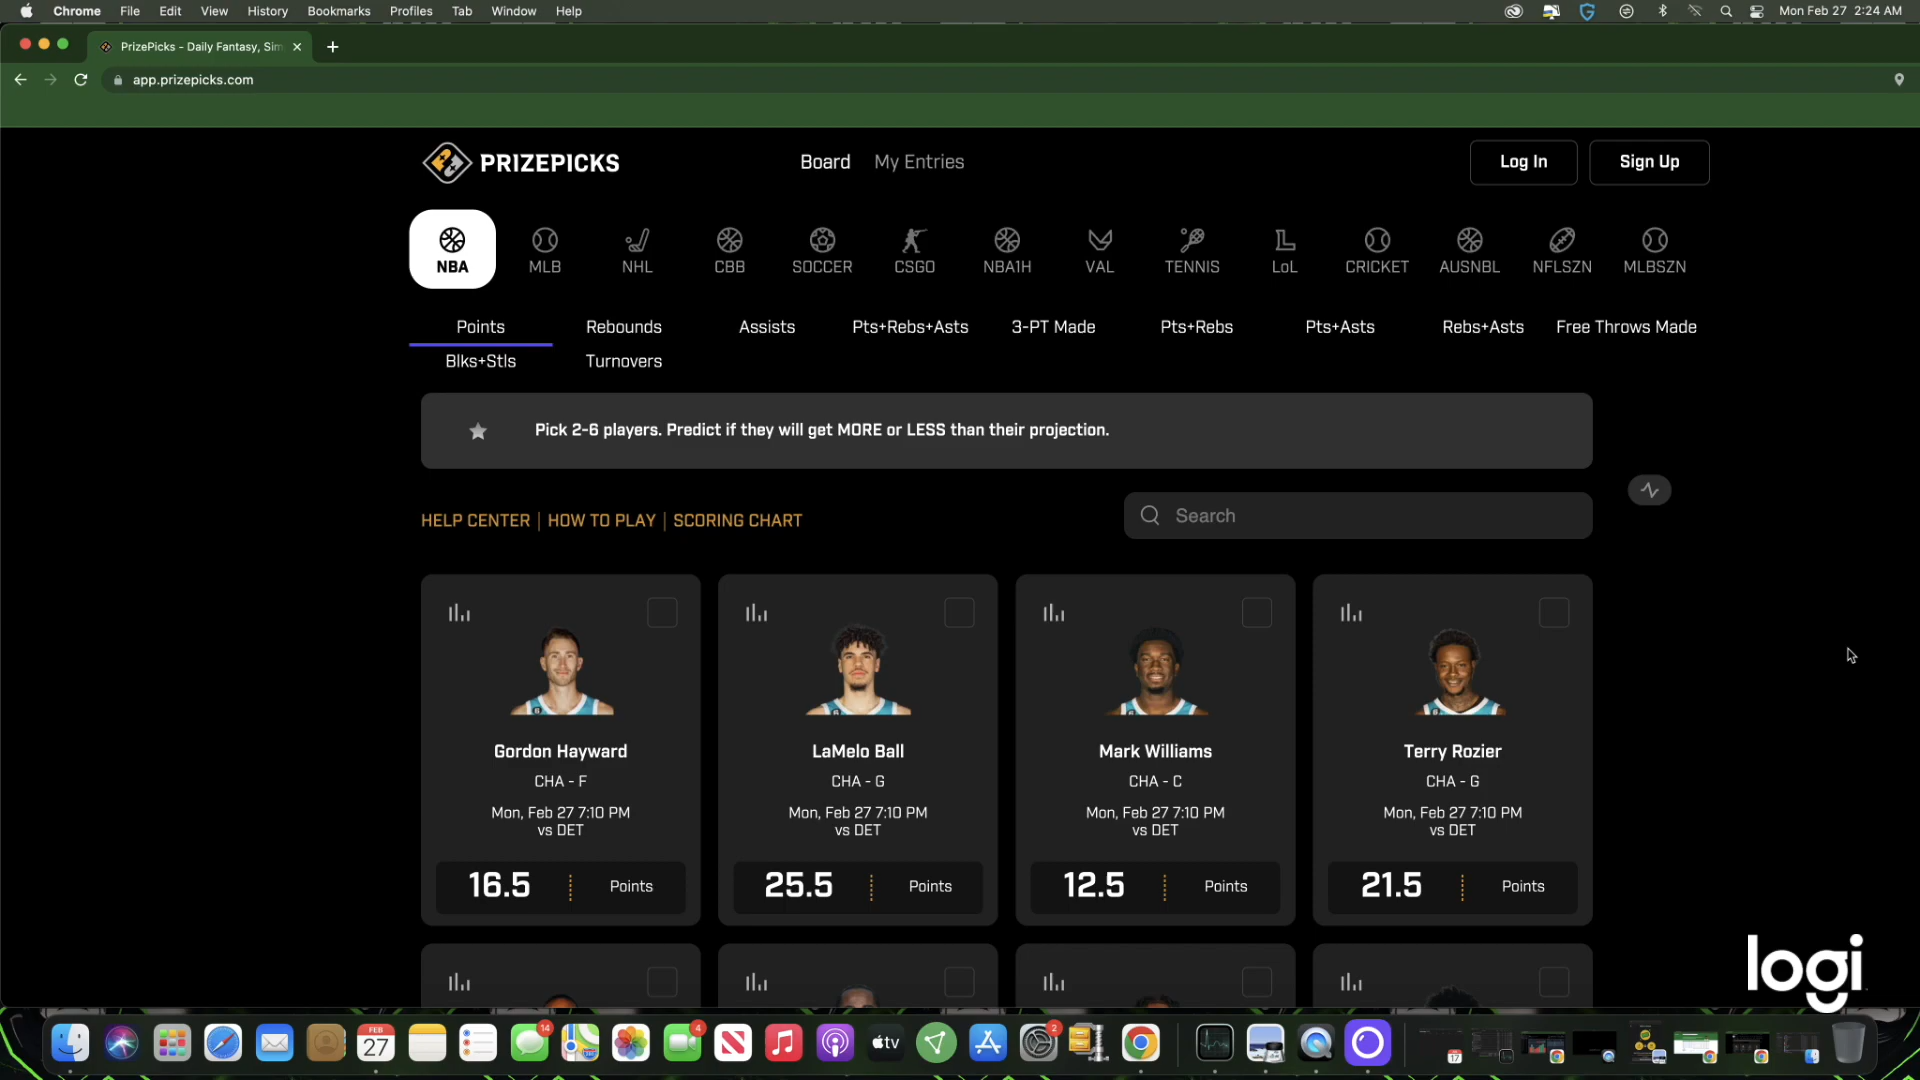 Chrome File Edit View History Bookmarks Profiles Tab Window Help Mon Feb 27 2:24 AM
PrizePicks - Daily Fantasy, Sim
app.prizepicks.com
PRIZEPICKS Board My Entries Log In Sign Up
NBA MLB NHL CBB SOCCER CSGO NBA1H VAL TENNIS LoL CRICKET AUSNBL NFLSZN MLBSZN
Points Rebounds Assists Pts+Rebs+Asts 3-PT Made Pts+Rebs Pts+Asts Rebs+Asts Free Throws Made
Blks+Stls Turnovers
Pick 2-6 players. Predict if they will get MORE or LESS than their projection.
HELP CENTER | HOW TO PLAY | SCORING CHART Search
Gordon Hayward LaMelo Ball Mark Williams Terry Rozier
CHA - F CHA - G CHA - C CHA - G
Mon, Feb 27 7:10 PM Mon, Feb 27 7:10 PM Mon, Feb 27 7:10 PM Mon, Feb 27 7:10 PM
vs DET vs DET vs DET vs DET
16.5 Points 25.5 Points 12.5 Points 21.5 Points
logi
FEB
27 14 4 tv 2 17